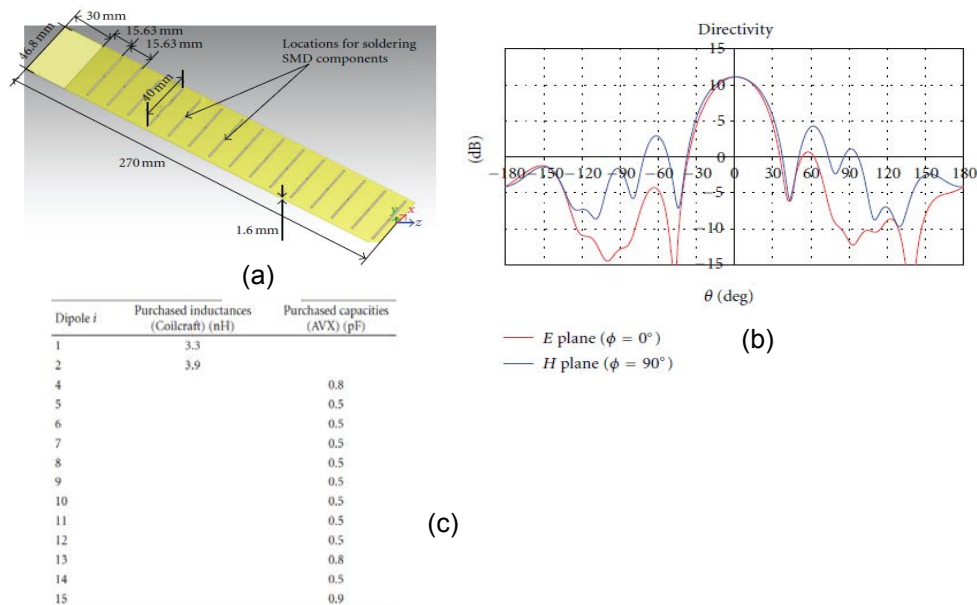 30 mm
15.63 mm
15.63 mm
46.8 mm
Locations for soldering
SMD components
40 mm
270 mm
1.6 mm
y
x
z
(a)
Directivity
15
10
5
0
−5
−10
−15
(dB)
−180 −150 −120 −90 −60 −30 0 30 60 90 120 150 180
θ (deg)
E plane (ϕ = 0°)
H plane (ϕ = 90°)
(b)
Dipole i Purchased inductances (Coilcraft) (nH) Purchased capacities (AVX) (pF)
1 3.3
2 3.9
4 0.8
5 0.5
6 0.5
7 0.5
8 0.5
9 0.5
10 0.5
11 0.5
12 0.5
13 0.8
14 0.5
15 0.9
(c)